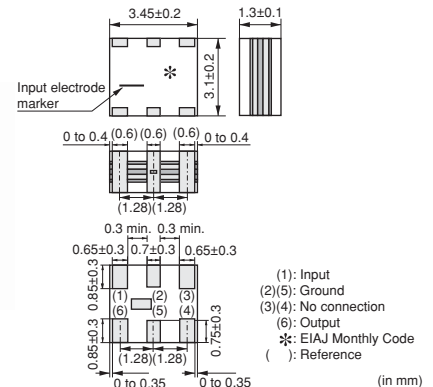 3.45±0.2
1.3±0.1
3.1±0.2
*
Input electrode
marker
0 to 0.4 (0.6) (0.6) (0.6) 0 to 0.4
(1.28)(1.28)
0.3 min. 0.3 min.
0.65±0.3 0.7±0.3 0.65±0.3
0.85±0.3
(1) (2) (3)
(6) (5) (4)
0.85±0.3
0.75±0.3
(1.28)(1.28)
0 to 0.35 0 to 0.35
(1): Input
(2)(5): Ground
(3)(4): No connection
(6): Output
*: EIAJ Monthly Code
( ): Reference
(in mm)